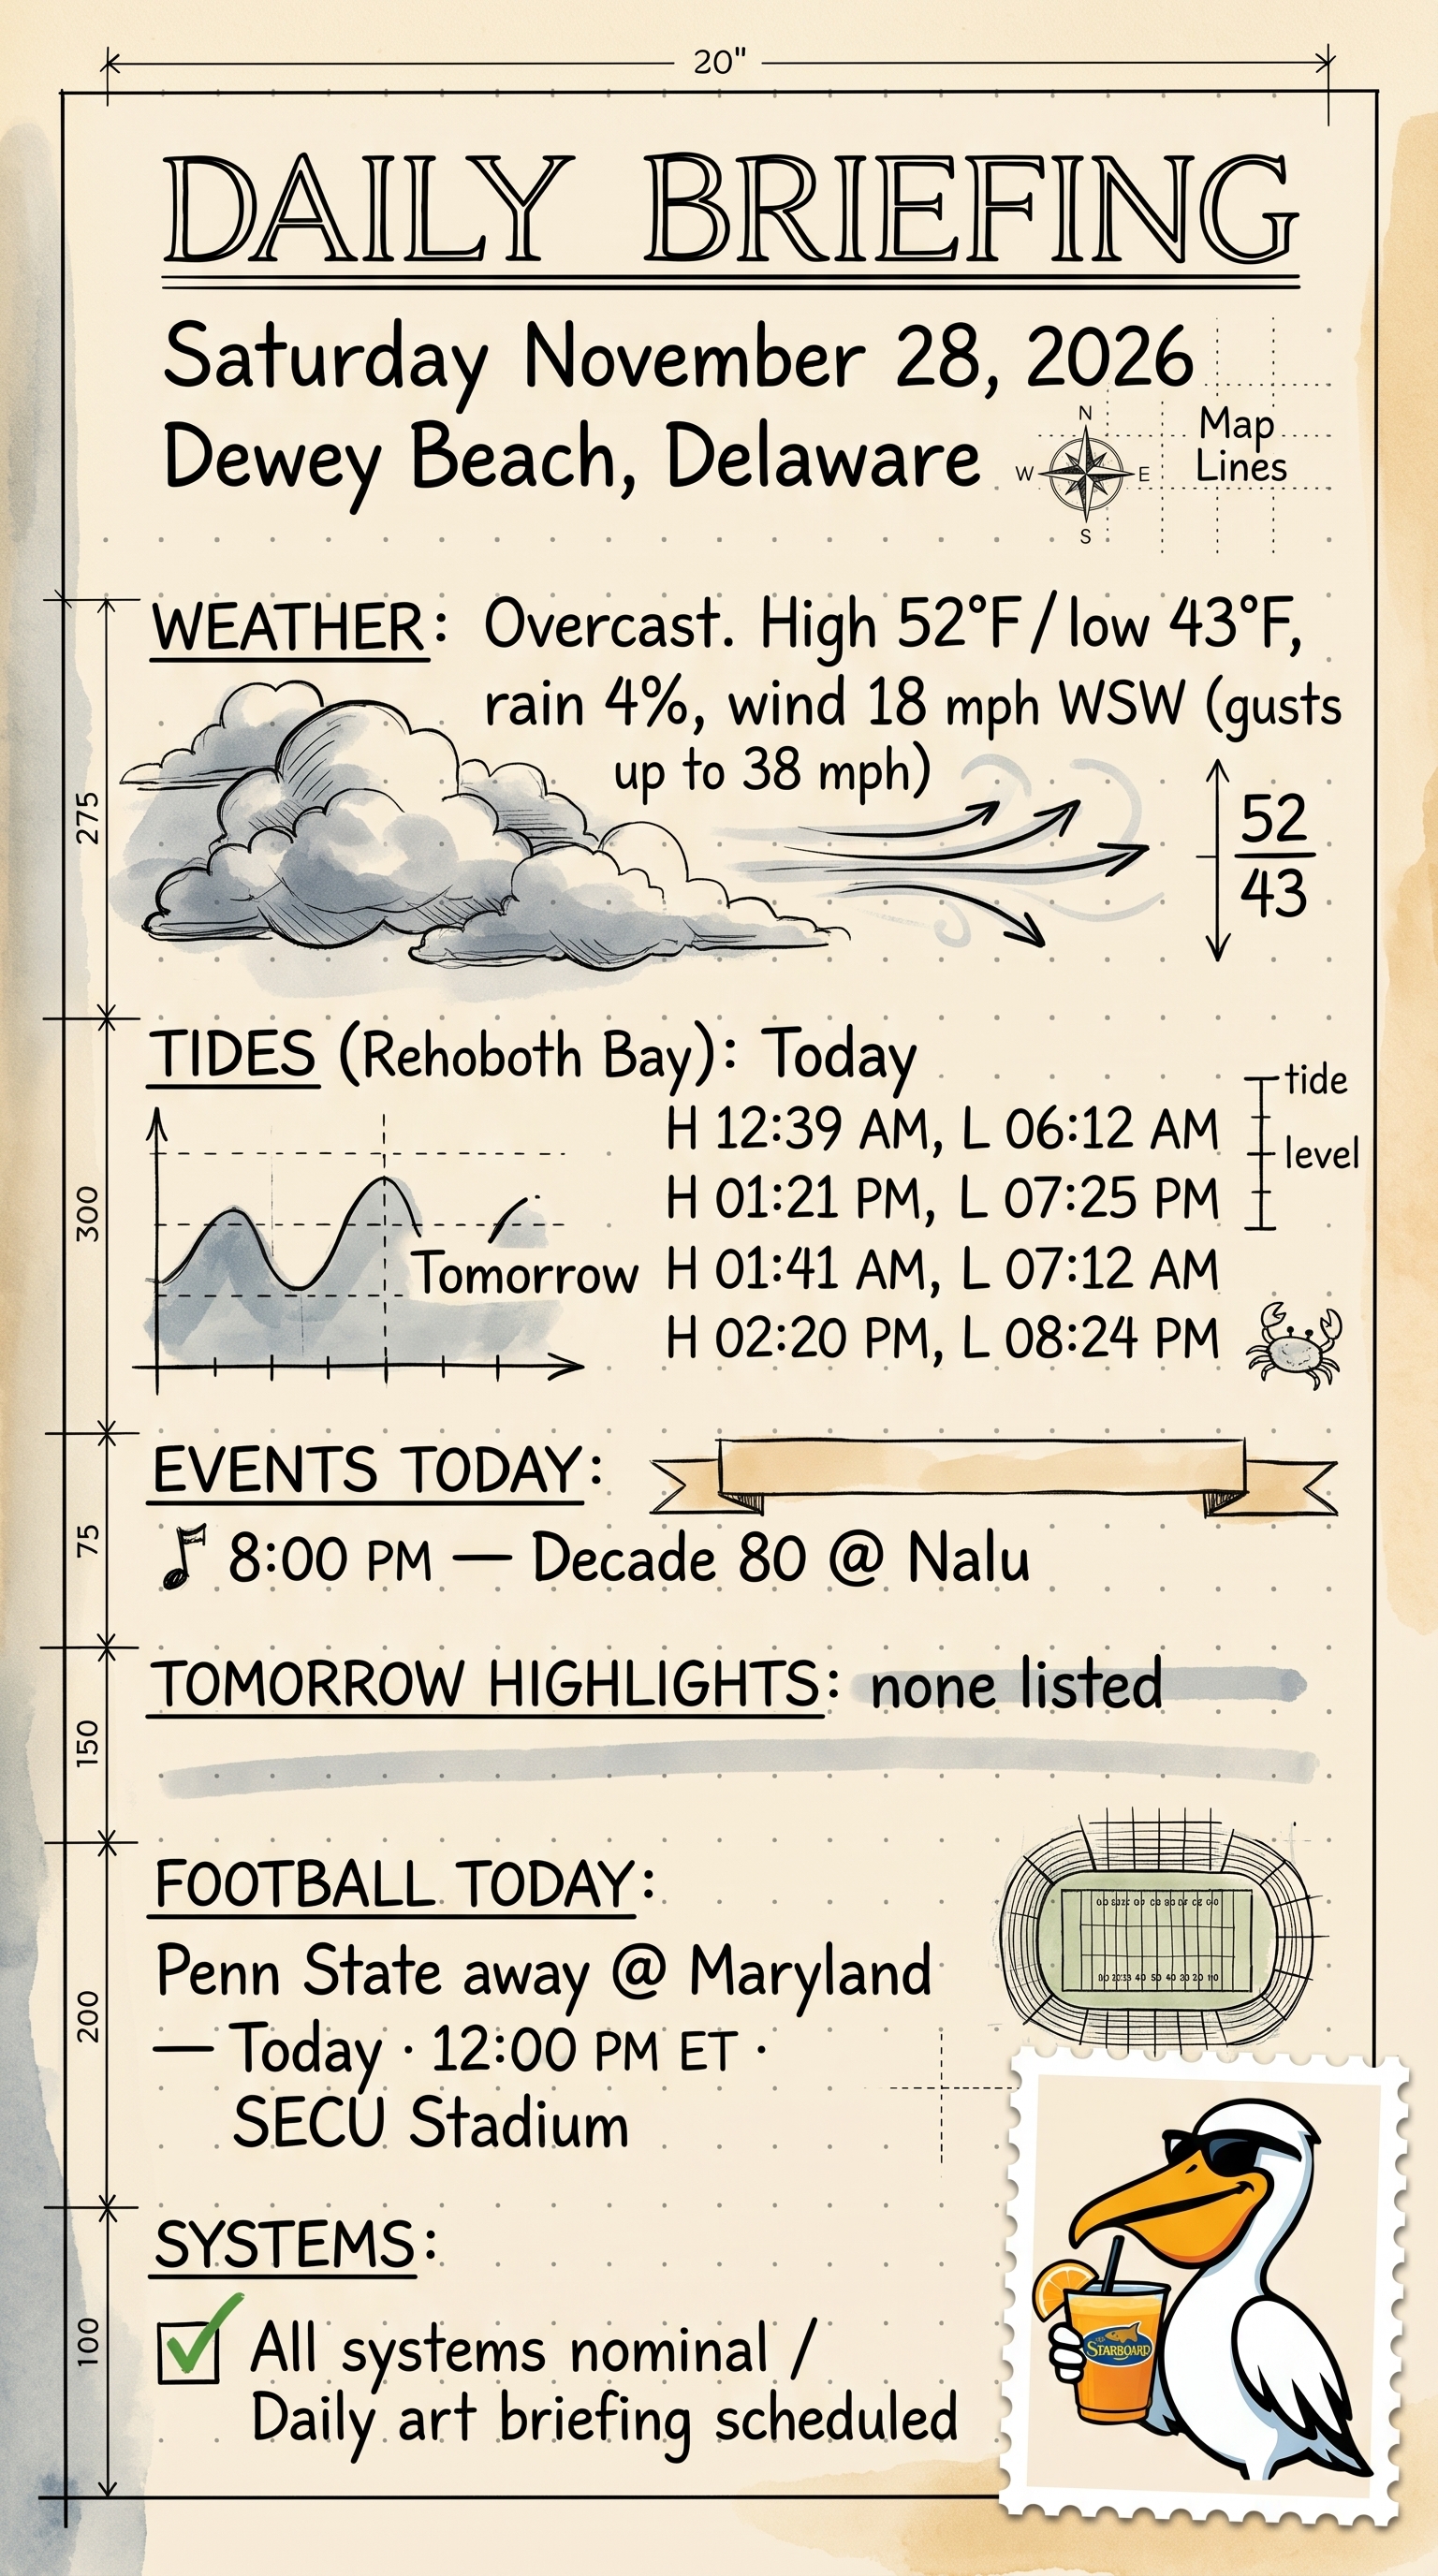 20"
DAILY BRIEFING
Saturday November 28, 2026
Dewey Beach, Delaware
N
W E
S
Map
Lines
WEATHER: Overcast. High 52°F / low 43°F,
rain 4%, wind 18 mph WSW (gusts
up to 38 mph)
52
43
275
TIDES (Rehoboth Bay): Today
tide
level
H 12:39 AM, L 06:12 AM
H 01:21 PM, L 07:25 PM
Tomorrow H 01:41 AM, L 07:12 AM
H 02:20 PM, L 08:24 PM
300
EVENTS TODAY:
8:00 PM — Decade 80 @ Nalu
75
TOMORROW HIGHLIGHTS: none listed
150
FOOTBALL TODAY:
Penn State away @ Maryland
— Today · 12:00 PM ET ·
SECU Stadium
200
SYSTEMS:
All systems nominal /
Daily art briefing scheduled
100
STARBOARD